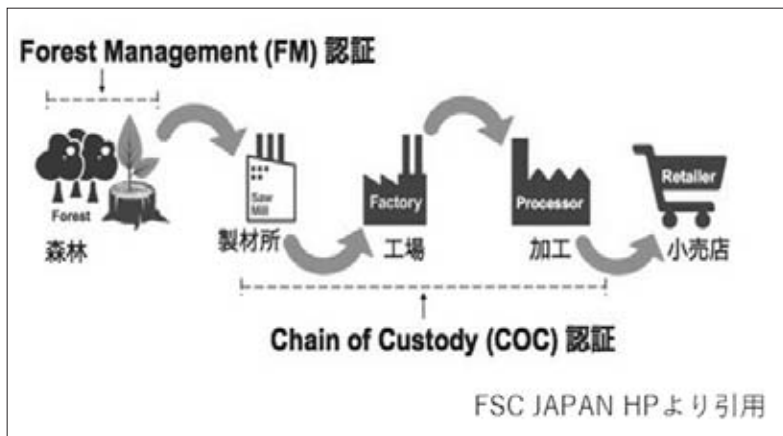 Forest Management (FM) 認証
Forest
森林
Saw
Mill
製材所
Factory
工場
Processor
加工
Retailer
小売店
Chain of Custody (COC) 認証
FSC JAPAN HPより引用